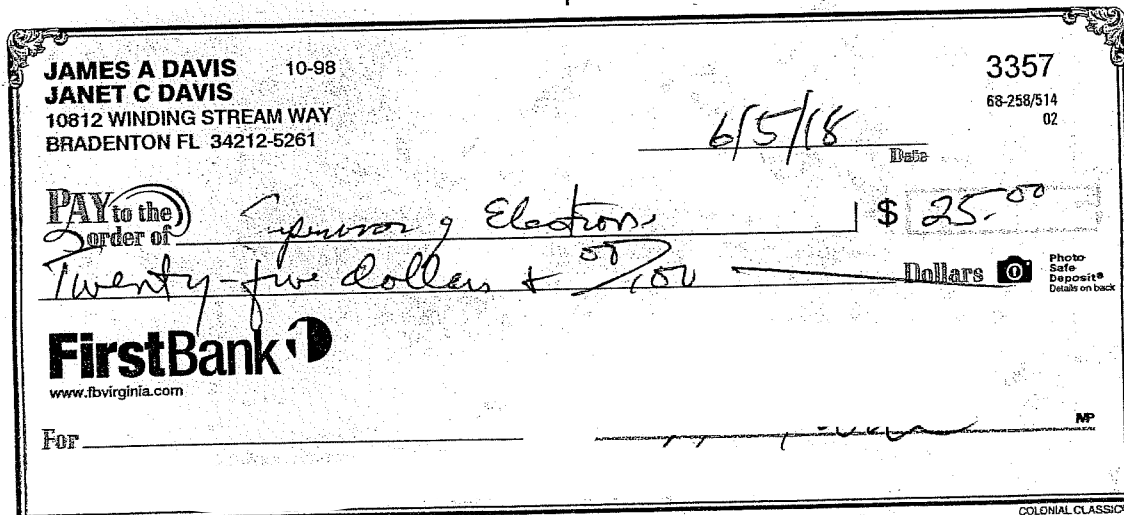 JAMES A DAVIS 10-98
JANET C DAVIS
10812 WINDING STREAM WAY
BRADENTON FL 34212-5261
3357
68-258/514
02
6/5/18
Date
PAY to the order of Supervisor of Elections $ 25.00
Twenty-five dollars + 00/100 Dollars
Photo Safe Deposit® Details on back
FirstBank
www.fbvirginia.com
For
MP
COLONIAL CLASSIC